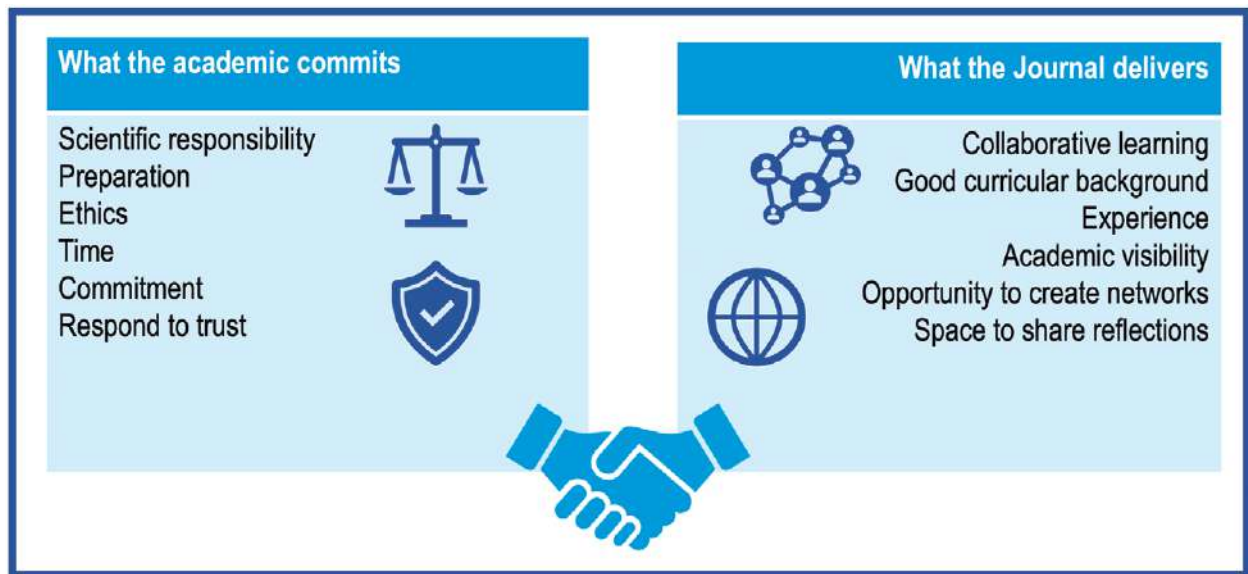 What the academic commits
Scientific responsibility
Preparation
Ethics
Time
Commitment
Respond to trust
What the Journal delivers
Collaborative learning
Good curricular background
Experience
Academic visibility
Opportunity to create networks
Space to share reflections